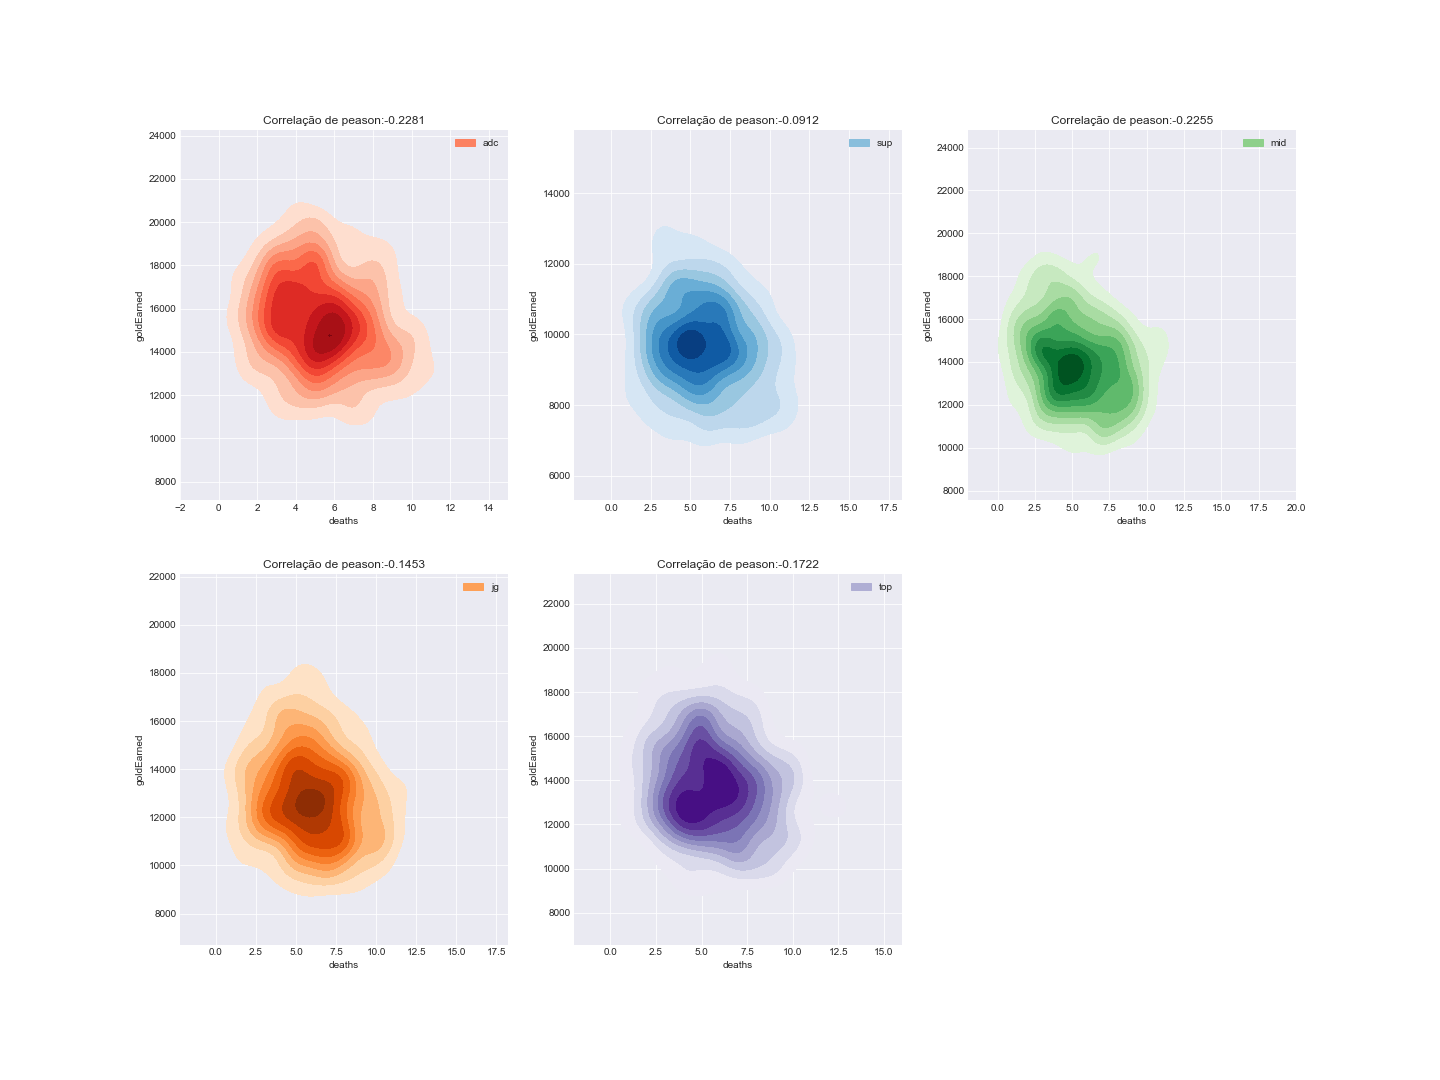 Correlação de peason:-0.2281
adc
24000
22000
20000
18000
16000
14000
12000
10000
8000
goldEarned
−2 0 2 4 6 8 10 12 14
deaths
Correlação de peason:-0.0912
sup
14000
12000
10000
8000
6000
goldEarned
0.0 2.5 5.0 7.5 10.0 12.5 15.0 17.5
deaths
Correlação de peason:-0.2255
mid
24000
22000
20000
18000
16000
14000
12000
10000
8000
goldEarned
0.0 2.5 5.0 7.5 10.0 12.5 15.0 17.5 20.0
deaths
Correlação de peason:-0.1453
jg
22000
20000
18000
16000
14000
12000
10000
8000
goldEarned
0.0 2.5 5.0 7.5 10.0 12.5 15.0 17.5
deaths
Correlação de peason:-0.1722
top
22000
20000
18000
16000
14000
12000
10000
8000
goldEarned
0.0 2.5 5.0 7.5 10.0 12.5 15.0
deaths